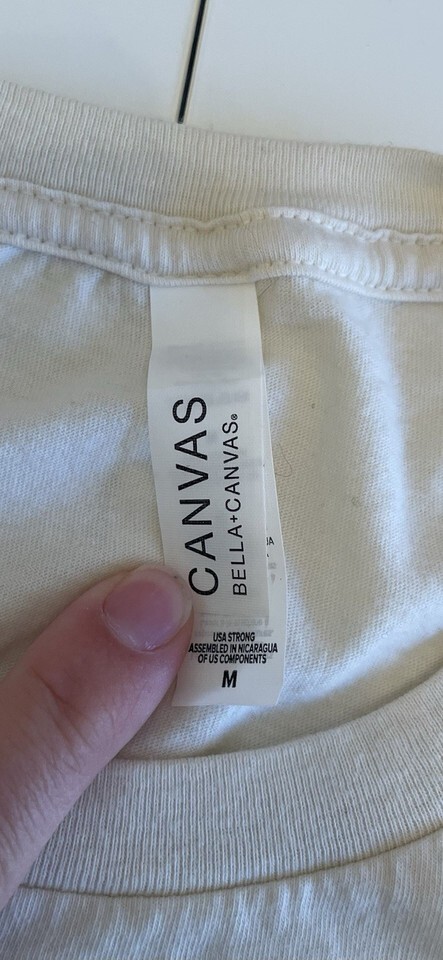 CANVAS
BELLA+CANVAS®
USA STRONG
ASSEMBLED IN NICARAGUA
OF US COMPONENTS
M